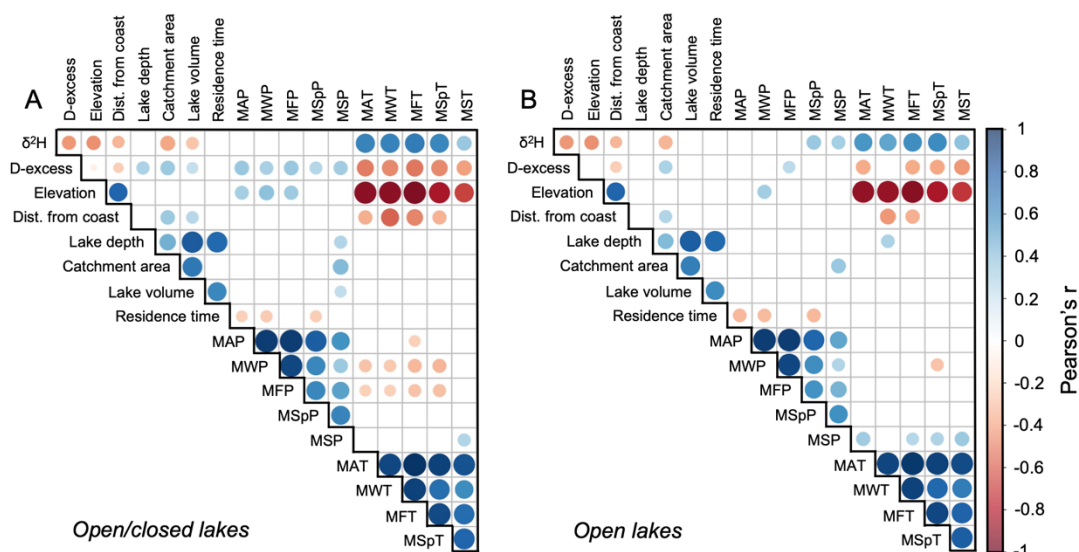 A
D-excess
Elevation
Dist. from coast
Lake depth
Catchment area
Lake volume
Residence time
MAP
MWP
MFP
MSpP
MSP
MAT
MWT
MFT
MSpT
MST
δ²H
D-excess
Elevation
Dist. from coast
Lake depth
Catchment area
Lake volume
Residence time
MAP
MWP
MFP
MSpP
MSP
MAT
MWT
MFT
MSpT
Open/closed lakes
B
D-excess
Elevation
Dist. from coast
Lake depth
Catchment area
Lake volume
Residence time
MAP
MWP
MFP
MSpP
MSP
MAT
MWT
MFT
MSpT
MST
δ²H
D-excess
Elevation
Dist. from coast
Lake depth
Catchment area
Lake volume
Residence time
MAP
MWP
MFP
MSpP
MSP
MAT
MWT
MFT
MSpT
Open lakes
1
0.8
0.6
0.4
0.2
0
-0.2
-0.4
-0.6
-0.8
-1
Pearson's r